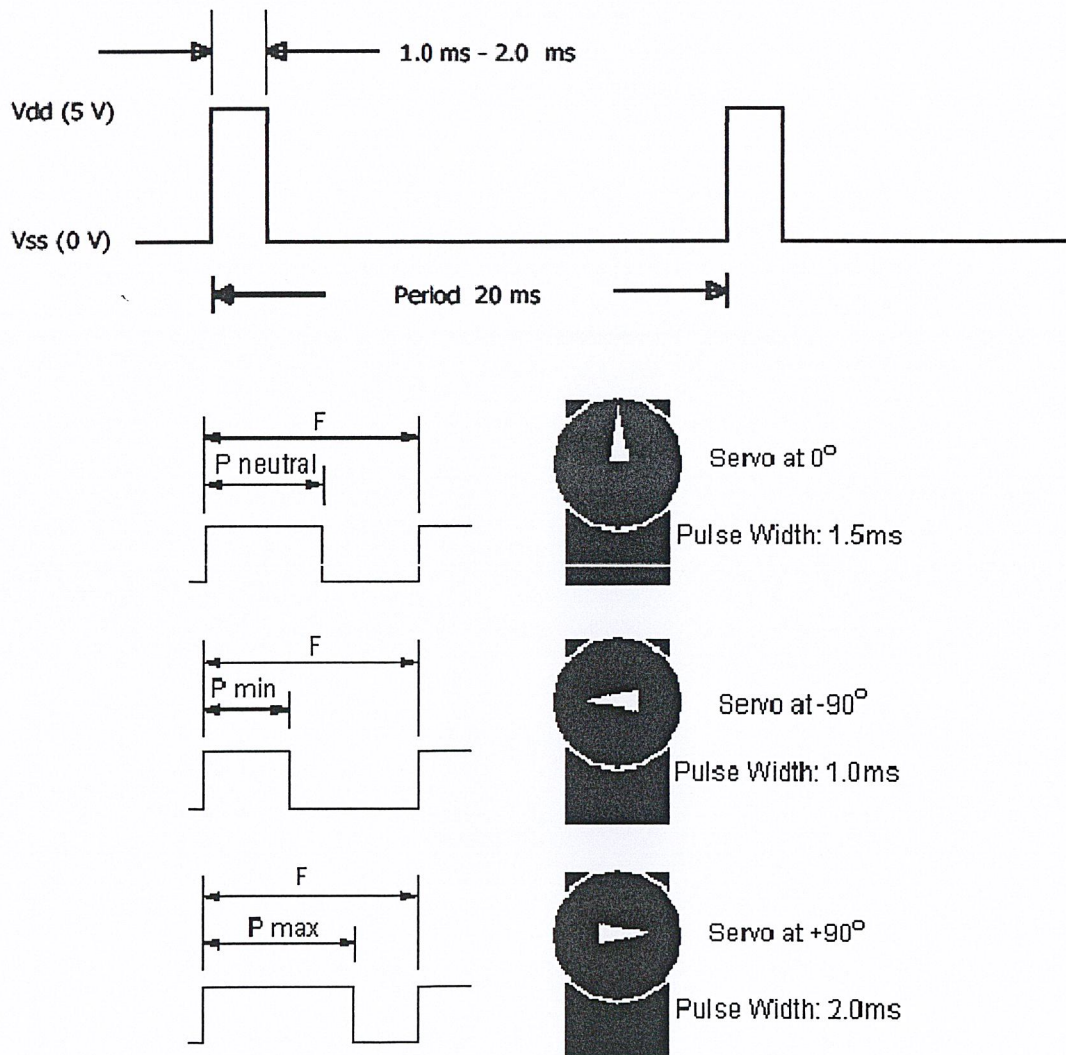 1.0 ms - 2.0 ms
Vdd (5 V)
Vss (0 V)
Period 20 ms
F
P neutral
Servo at 0°
Pulse Width: 1.5ms
F
P min
Servo at -90°
Pulse Width: 1.0ms
F
P max
Servo at +90°
Pulse Width: 2.0ms